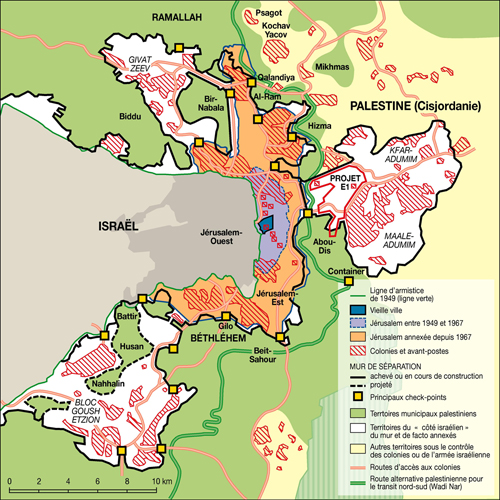 RAMALLAH
Psagot
Kochav
Yacov
GIVAT
ZEEV
Qalandiya
Mikhmas
Al-Ram
Bir-
Nabala
Biddu
Hizma
PALESTINE (Cisjordanie)
KFAR-
ADUMIM
PROJET
E1
MAALE-
ADUMIM
ISRAËL
Jérusalem-
Ouest
Abou-
Dis
Container
Jérusalem-
Est
Battir
Gilo
BÉTHLÉHEM
Husan
Beit-
Sahour
Nahhalin
BLOC
GOUSH
ETZION
0 2 4 6 8 10 km
Ligne d'armistice
de 1949 (ligne verte)
Vieille ville
Jérusalem entre 1949 et 1967
Jérusalem annexée depuis 1967
Colonies et avant-postes
MUR DE SÉPARATION
achevé ou en cours de construction
projeté
Principaux check-points
Territoires municipaux palestiniens
Territoires du « côté israélien »
du mur et de facto annexés
Autres territoires sous le contrôle
des colonies ou de l'armée israélienne
Routes d'accès aux colonies
Route alternative palestinienne pour
le transit nord-sud (Wadi Nar)